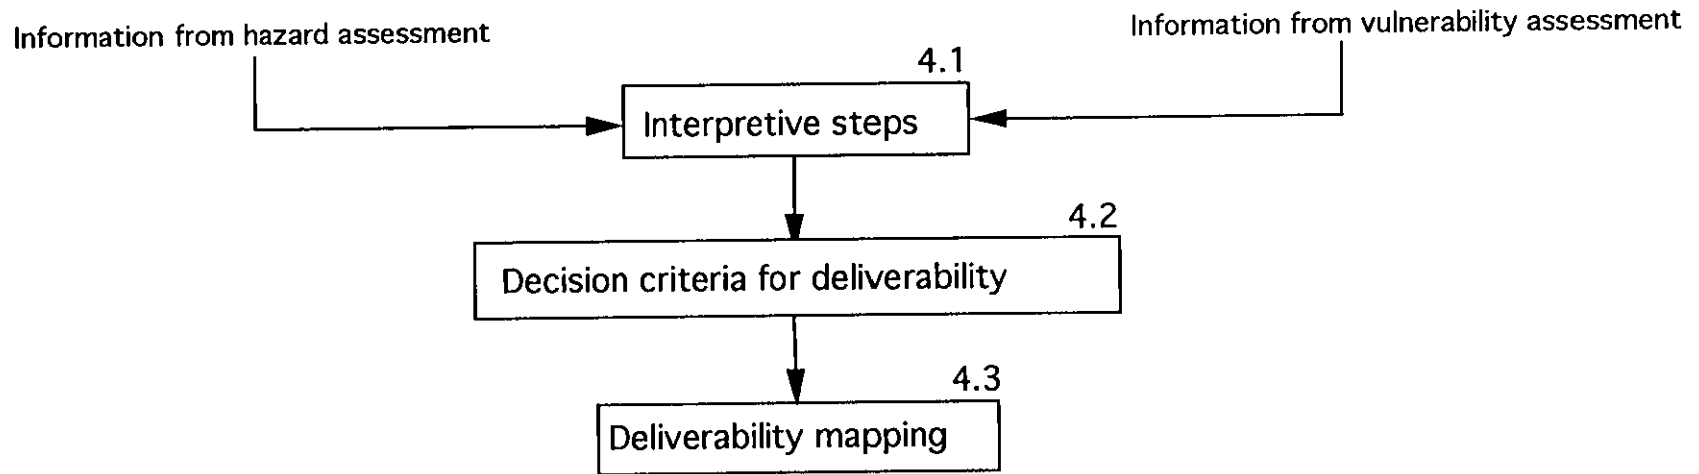 Information from hazard assessment
Information from vulnerability assessment
4.1
Interpretive steps
4.2
Decision criteria for deliverability
4.3
Deliverability mapping